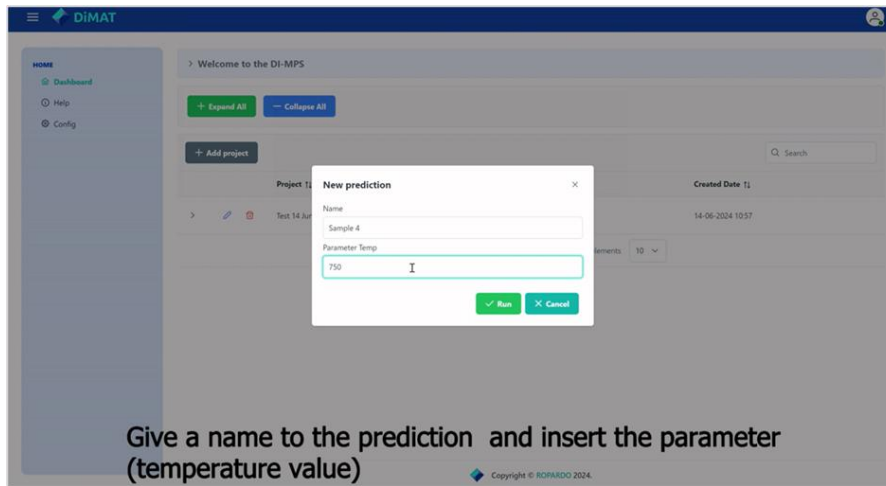 DiMAT
HOME
Dashboard
Help
Config
> Welcome to the DI-MPS
+ Expand All
— Collapse All
+ Add project
Search
Project
Created Date
Test 14 Jun
14-06-2024 10:57
elements 10
New prediction
Name
Sample 4
Parameter Temp
750
Run
Cancel
Give a name to the prediction and insert the parameter
(temperature value)
Copyright © ROPARDO 2024.